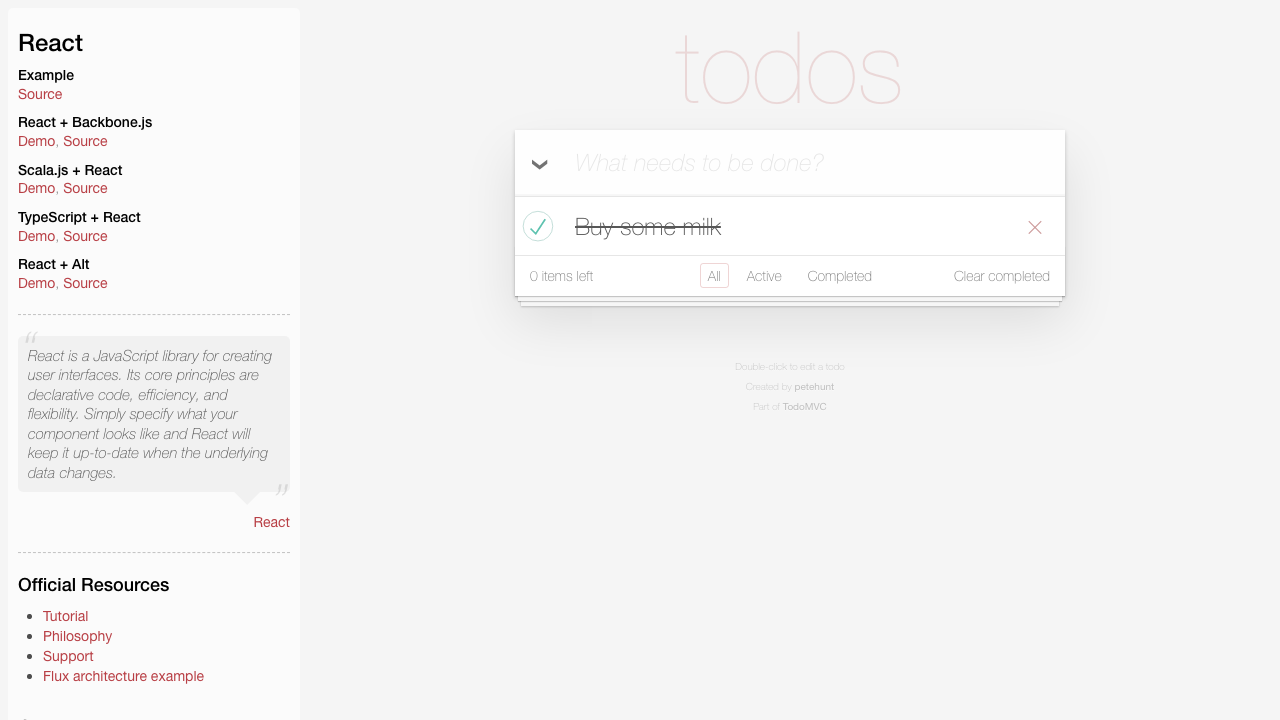 React
Example
Source
React + Backbone.js
Demo, Source
Scala.js + React
Demo, Source
TypeScript + React
Demo, Source
React + Alt
Demo, Source
“
React is a JavaScript library for creating
user interfaces. Its core principles are
declarative code, efficiency, and
flexibility. Simply specify what your
component looks like and React will
keep it up-to-date when the underlying
data changes.
”
React
Official Resources
Tutorial
Philosophy
Support
Flux architecture example
todos
What needs to be done?
Buy some milk
0 items left
All
Active
Completed
Clear completed
Double-click to edit a todo
Created by petehunt
Part of TodoMVC